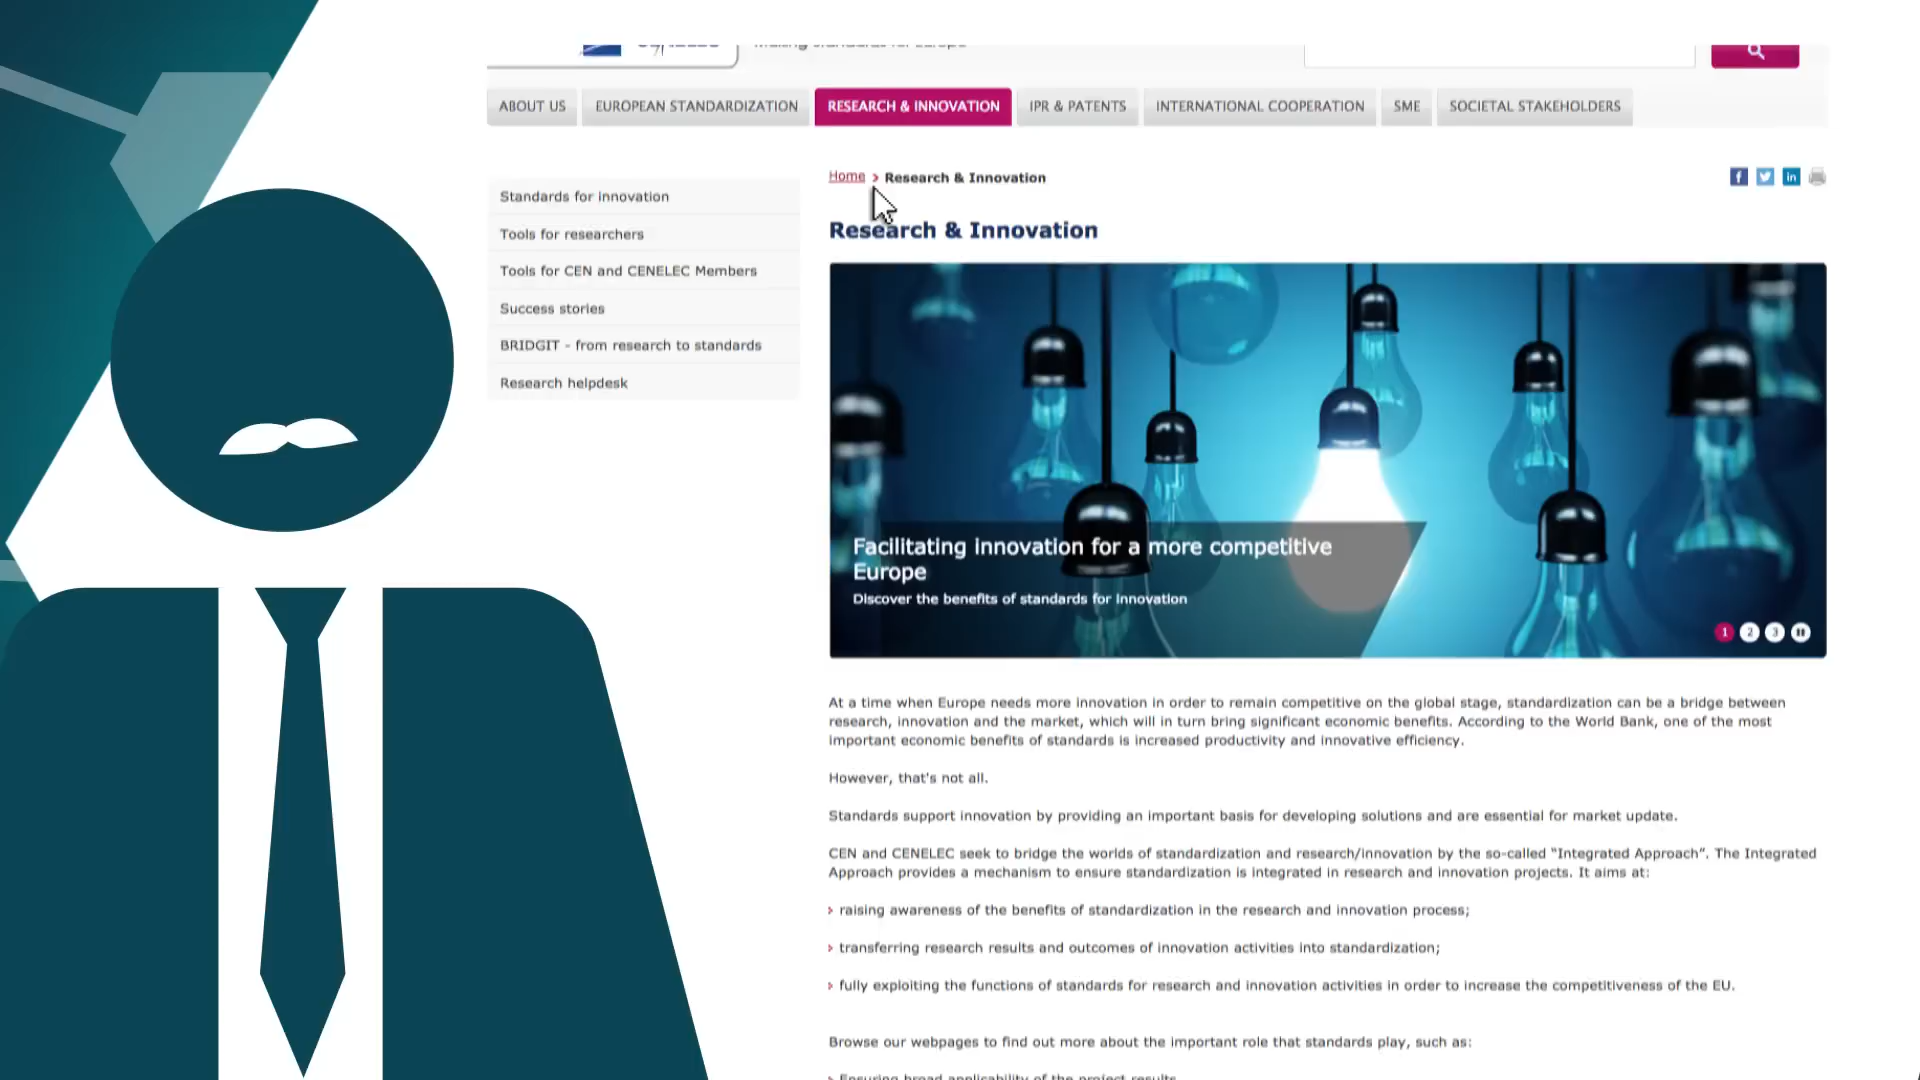 Making standards for Europe
ABOUT US
EUROPEAN STANDARDIZATION
RESEARCH & INNOVATION
IPR & PATENTS
INTERNATIONAL COOPERATION
SME
SOCIETAL STAKEHOLDERS
Home > Research & Innovation
Standards for innovation
Tools for researchers
Tools for CEN and CENELEC Members
Success stories
BRIDGIT - from research to standards
Research helpdesk
Research & Innovation
Facilitating innovation for a more competitive
Europe
Discover the benefits of standards for innovation
1 2 3
At a time when Europe needs more innovation in order to remain competitive on the global stage, standardization can be a bridge between
research, innovation and the market, which will in turn bring significant economic benefits. According to the World Bank, one of the most
important economic benefits of standards is increased productivity and innovative efficiency.
However, that's not all.
Standards support innovation by providing an important basis for developing solutions and are essential for market update.
CEN and CENELEC seek to bridge the worlds of standardization and research/innovation by the so-called “Integrated Approach”. The Integrated
Approach provides a mechanism to ensure standardization is integrated in research and innovation projects. It aims at:
raising awareness of the benefits of standardization in the research and innovation process;
transferring research results and outcomes of innovation activities into standardization;
fully exploiting the functions of standards for research and innovation activities in order to increase the competitiveness of the EU.
Browse our webpages to find out more about the important role that standards play, such as:
Ensuring broad applicability of the project results